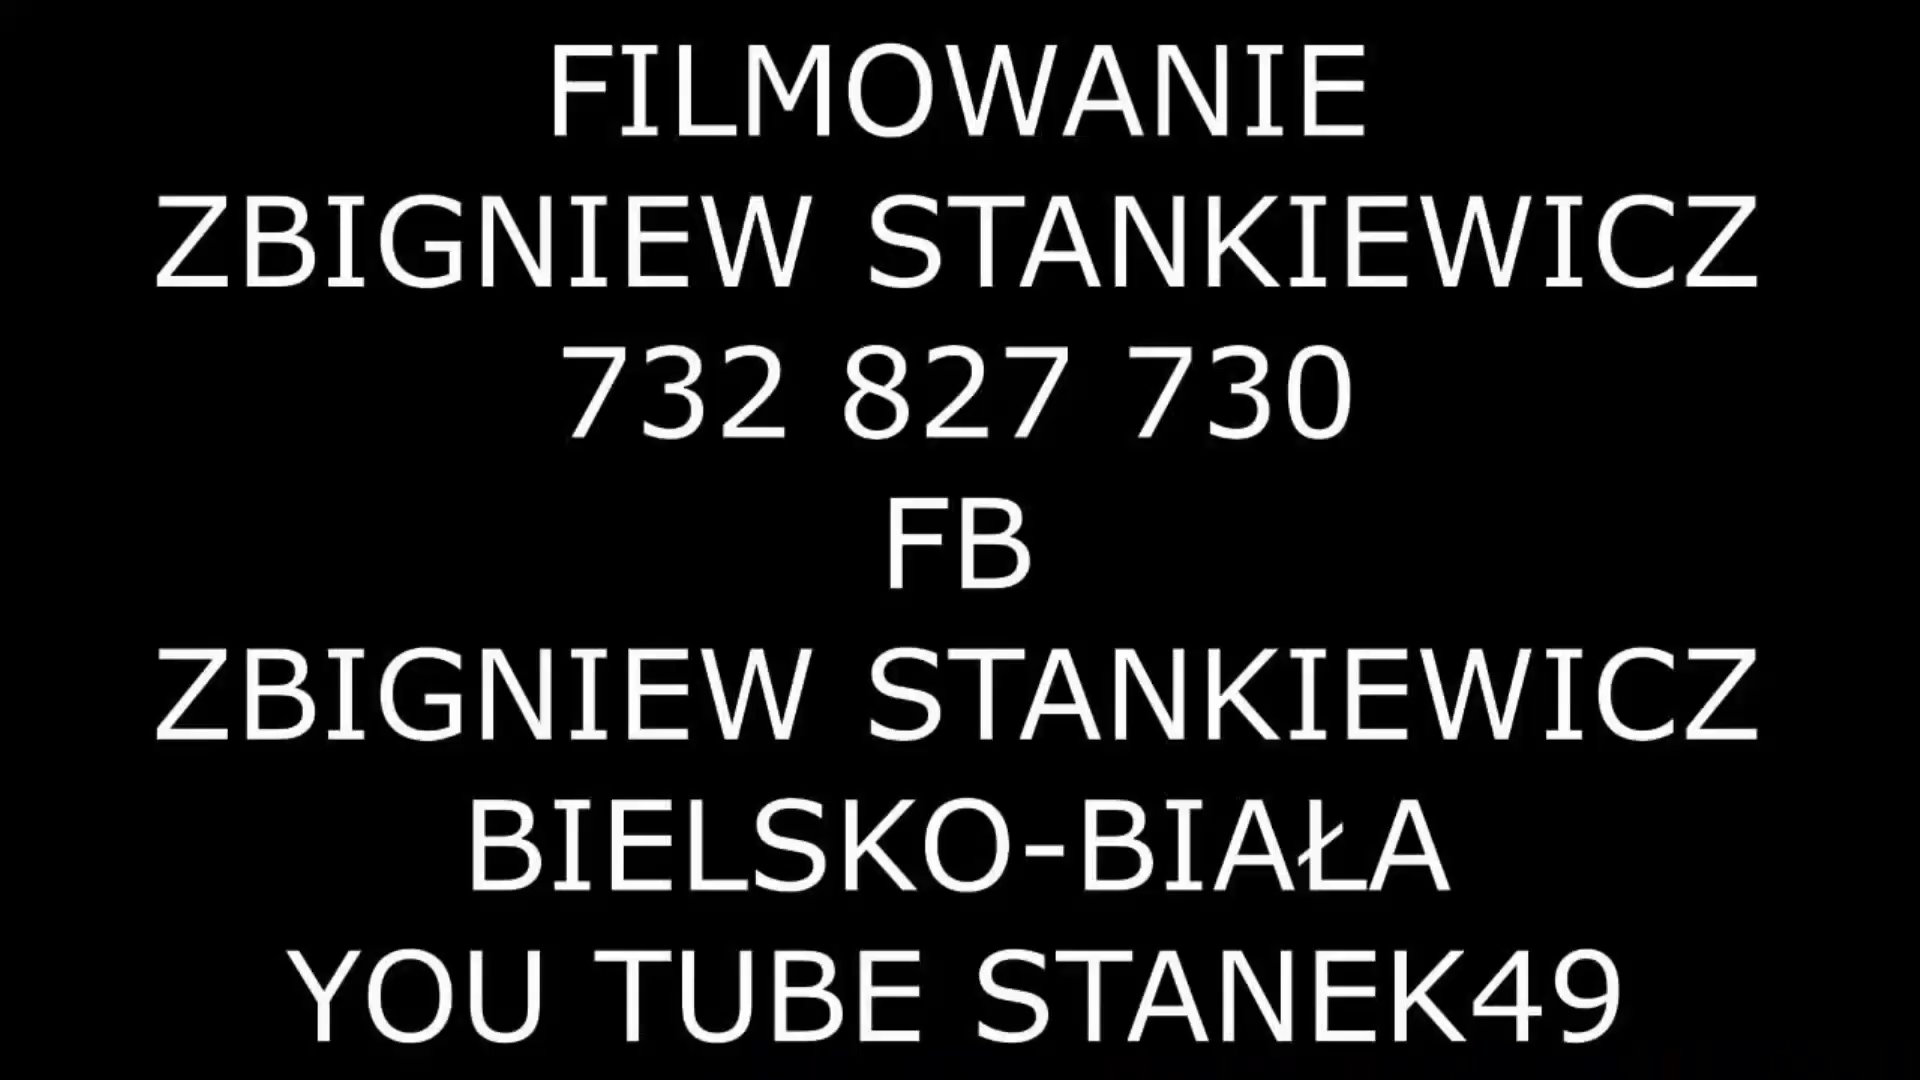 FILMOWANIE
ZBIGNIEW STANKIEWICZ
732 827 730
FB
ZBIGNIEW STANKIEWICZ
BIELSKO-BIAŁA
YOU TUBE STANEK49